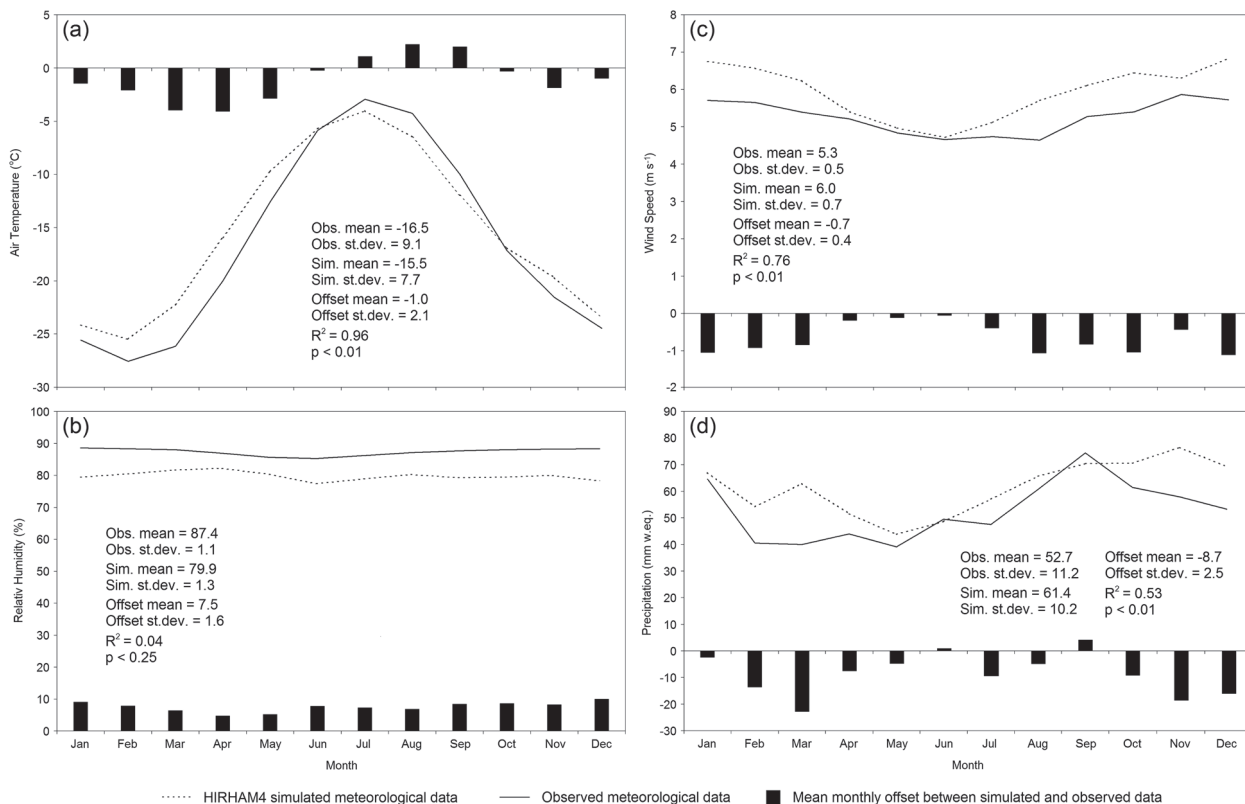 (a)
5
0
-5
-10
-15
-20
-25
-30
Air Temperature (°C)
Obs. mean = -16.5
Obs. st.dev. = 9.1
Sim. mean = -15.5
Sim. st.dev. = 7.7
Offset mean = -1.0
Offset st.dev. = 2.1
R² = 0.96
p < 0.01
(c)
8
7
6
5
4
3
2
1
0
-1
-2
Wind Speed (m s⁻¹)
Obs. mean = 5.3
Obs. st.dev. = 0.5
Sim. mean = 6.0
Sim. st.dev. = 0.7
Offset mean = -0.7
Offset st.dev. = 0.4
R² = 0.76
p < 0.01
(b)
100
90
80
70
60
50
40
30
20
10
0
Relativ Humidity (%)
Obs. mean = 87.4
Obs. st.dev. = 1.1
Sim. mean = 79.9
Sim. st.dev. = 1.3
Offset mean = 7.5
Offset st.dev. = 1.6
R² = 0.04
p < 0.25
Jan Feb Mar Apr May Jun Jul Aug Sep Oct Nov Dec
Month
(d)
90
80
70
60
50
40
30
20
10
0
-10
-20
-30
Precipitation (mm w.eq.)
Obs. mean = 52.7
Obs. st.dev. = 11.2
Sim. mean = 61.4
Sim. st.dev. = 10.2
Offset mean = -8.7
Offset st.dev. = 2.5
R² = 0.53
p < 0.01
Jan Feb Mar Apr May Jun Jul Aug Sep Oct Nov Dec
Month
HIRHAM4 simulated meteorological data
Observed meteorological data
Mean monthly offset between simulated and observed data